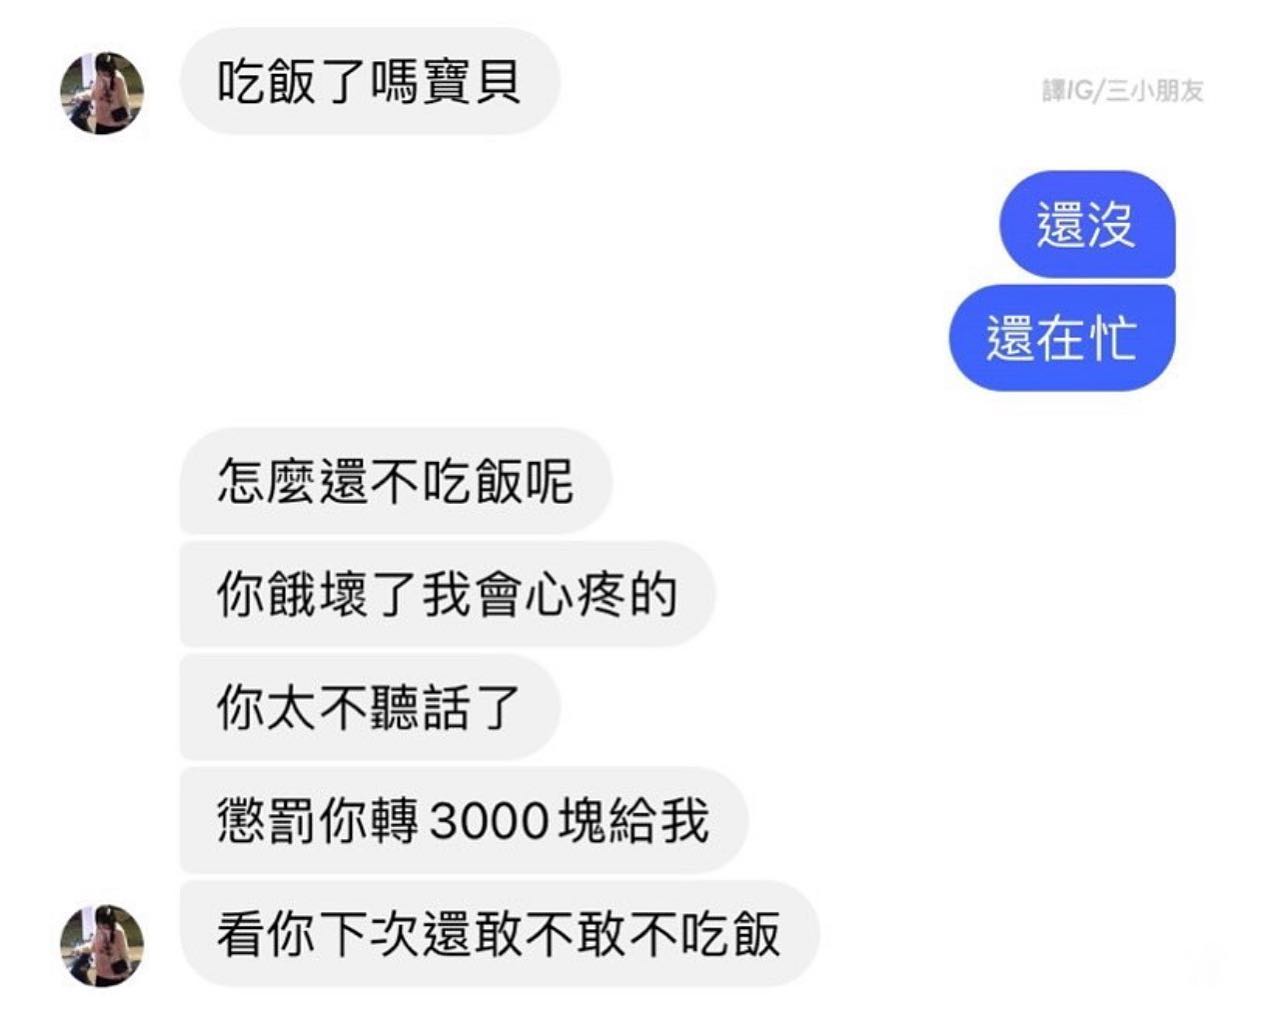 吃飯了嗎寶貝
譯IG/三小朋友
還沒
還在忙
怎麼還不吃飯呢
你餓壞了我會心疼的
你太不聽話了
懲罰你轉3000塊給我
看你下次還敢不敢不吃飯